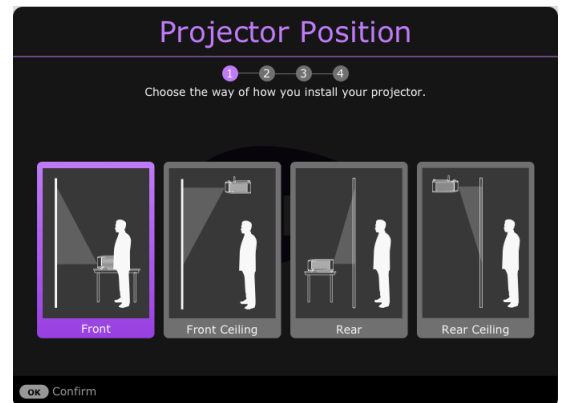 Projector Position
1 2 3 4
Choose the way of how you install your projector.
Front
Front Ceiling
Rear
Rear Ceiling
OK Confirm